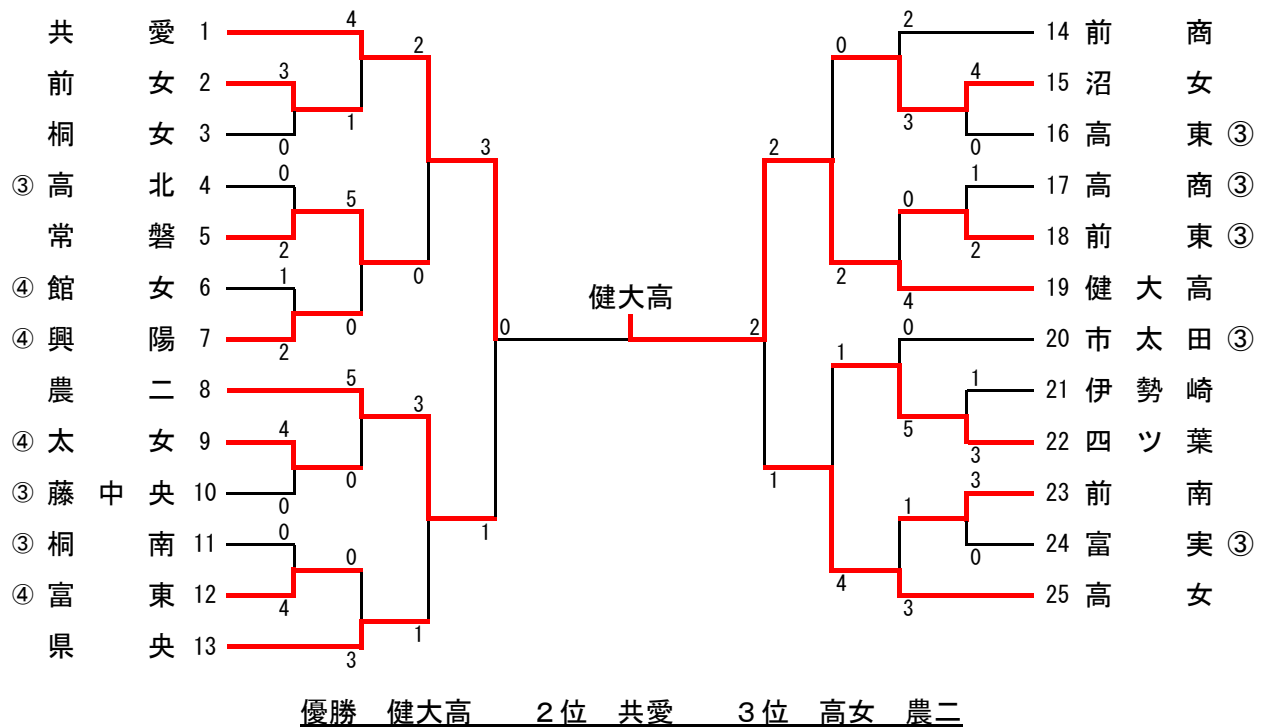 共愛 1
前女 2
桐女 3
③ 高北 4
常磐 5
④ 館女 6
④ 興陽 7
農二 8
④ 太女 9
③ 藤中央 10
③ 桐南 11
④ 富東 12
県央 13
4
3
0
1
2
0
2
5
1
2
0
0
3
5
4
0
0
3
0
4
0
3
1
1
0
健大高
2
2
1
0
2
1
4
2
3
4
0
0
1
2
4
0
5
1
3
1
3
0
3
14 前商
15 沼女
16 高東 ③
17 高商 ③
18 前東 ③
19 健大高
20 市太田 ③
21 伊勢崎
22 四ツ葉
23 前南
24 富実 ③
25 高女
優勝 健大高 2位 共愛 3位 高女 農二